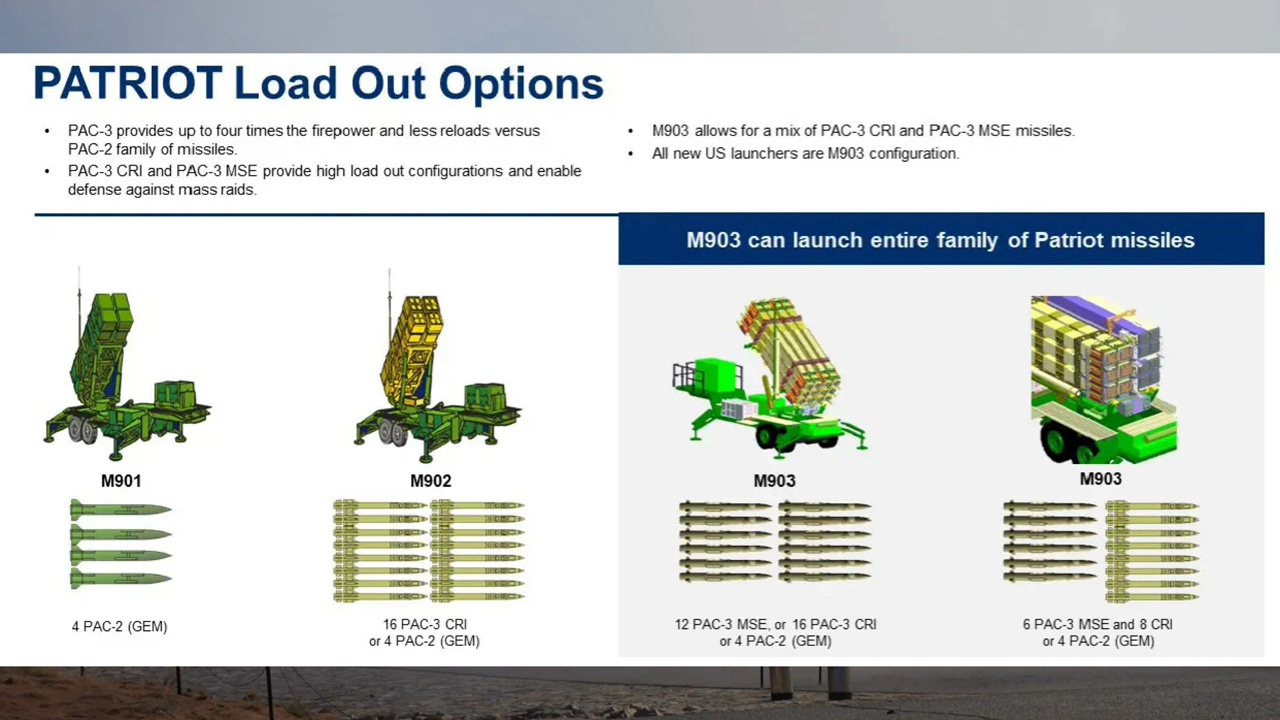 PATRIOT Load Out Options
• PAC-3 provides up to four times the firepower and less reloads versus
PAC-2 family of missiles.
• PAC-3 CRI and PAC-3 MSE provide high load out configurations and enable
defense against mass raids.
• M903 allows for a mix of PAC-3 CRI and PAC-3 MSE missiles.
• All new US launchers are M903 configuration.
M903 can launch entire family of Patriot missiles
M901
4 PAC-2 (GEM)
M902
16 PAC-3 CRI
or 4 PAC-2 (GEM)
M903
12 PAC-3 MSE, or 16 PAC-3 CRI
or 4 PAC-2 (GEM)
M903
6 PAC-3 MSE and 8 CRI
or 4 PAC-2 (GEM)